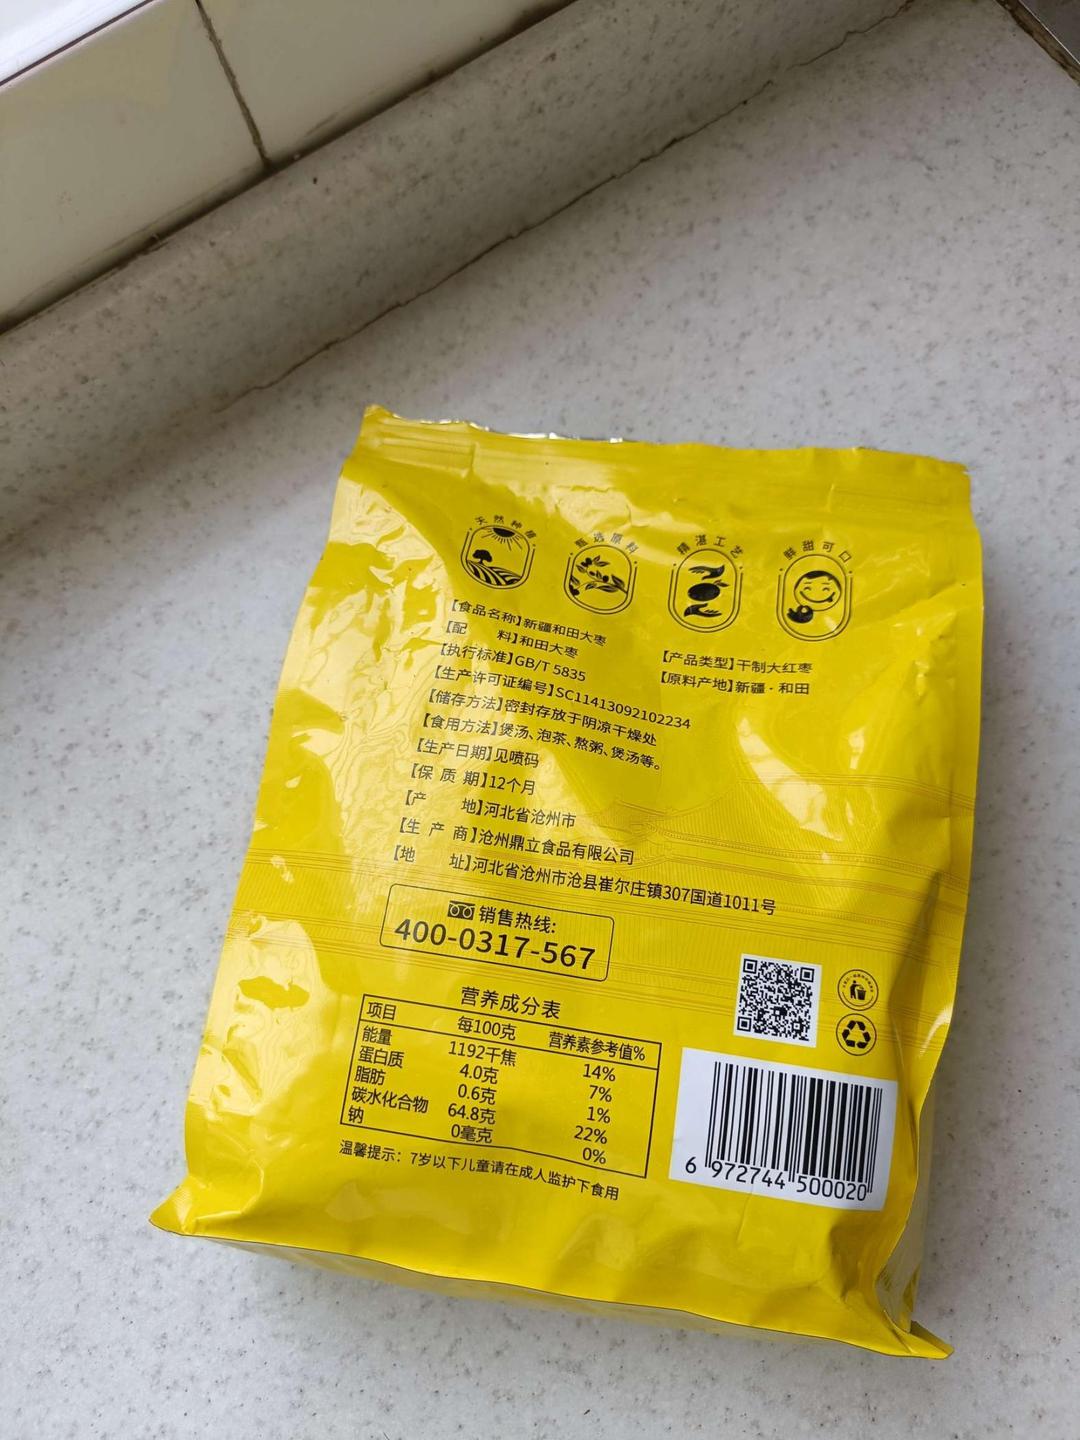 天然种植
甄选原料
精湛工艺
鲜甜可口
【食品名称】新疆和田大枣
【配 料】和田大枣
【产品类型】干制大红枣
【执行标准】GB/T 5835
【原料产地】新疆·和田
【生产许可证编号】SC11413092102234
【储存方法】密封存放于阴凉干燥处
【食用方法】煲汤、泡茶、熬粥、煲汤等。
【生产日期】见喷码
【保 质 期】12个月
【产 地】河北省沧州市
【生 产 商】沧州鼎立食品有限公司
【地 址】河北省沧州市沧县崔尔庄镇307国道1011号
销售热线:
400-0317-567
营养成分表
项目 每100克 营养素参考值%
能量 1192千焦 14%
蛋白质 4.0克 7%
脂肪 0.6克 1%
碳水化合物 64.8克 22%
钠 0毫克 0%
温馨提示：7岁以下儿童请在成人监护下食用
6 972744 500020